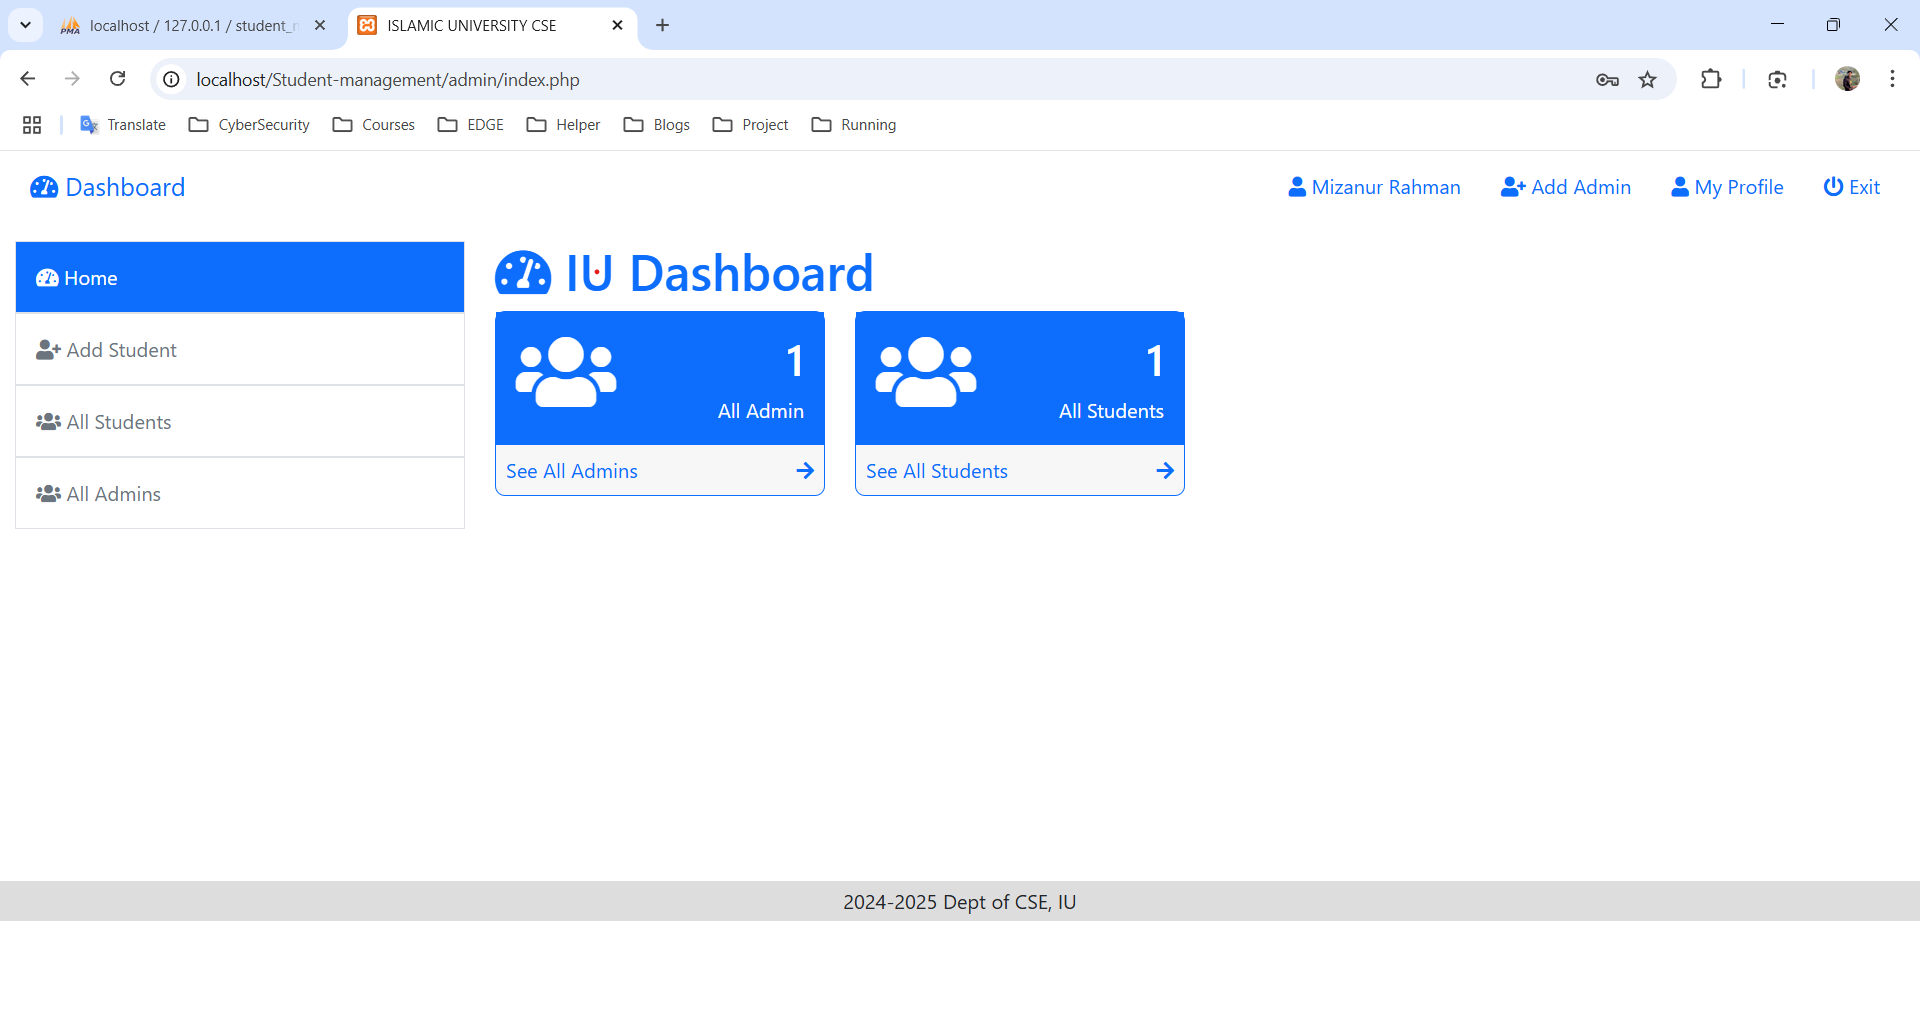 localhost / 127.0.0.1 / student_
ISLAMIC UNIVERSITY CSE
localhost/Student-management/admin/index.php
Translate CyberSecurity Courses EDGE Helper Blogs Project Running
Dashboard Mizanur Rahman Add Admin My Profile Exit
Home
Add Student
All Students
All Admins
IU Dashboard
1
All Admin
See All Admins
1
All Students
See All Students
2024-2025 Dept of CSE, IU